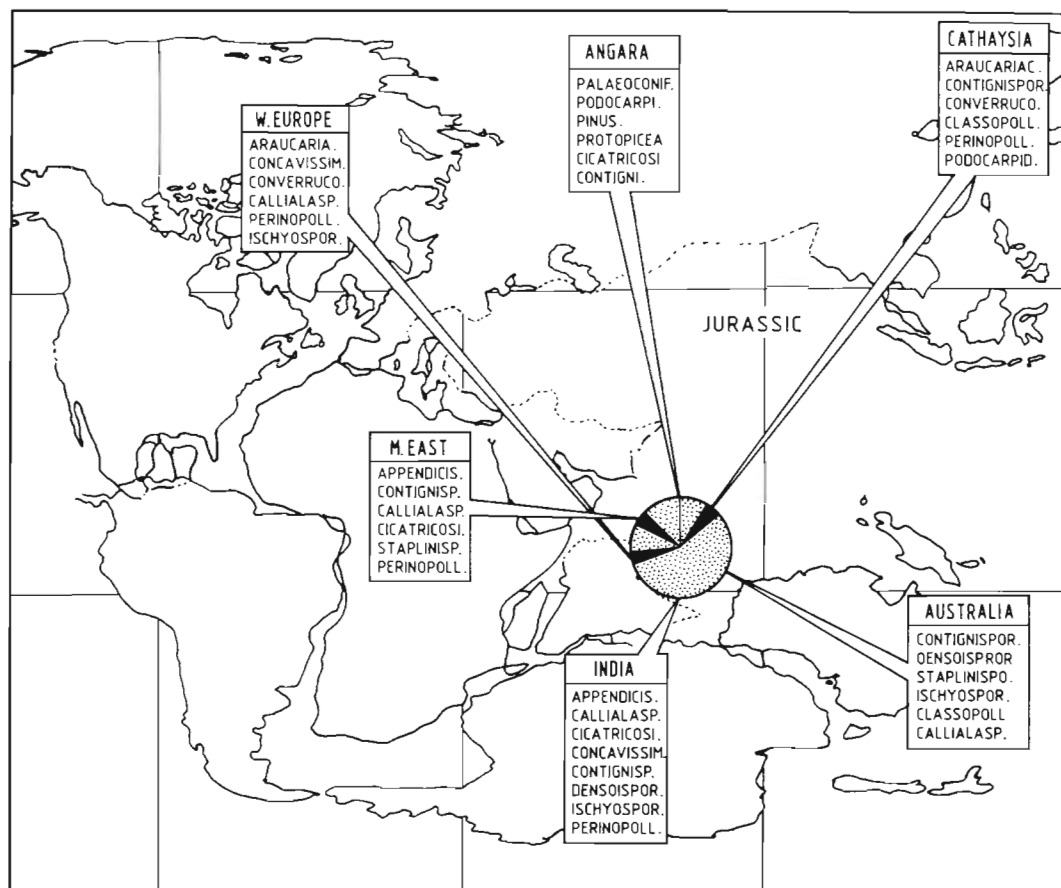 W.EUROPE
ARAUCARIA.
CONCAVISSIM.
CONVERRUCO.
CALLIALASP.
PERINOPOLL.
ISCHYOSPOR.
ANGARA
PALAEOCONIF.
PODOCARPI.
PINUS.
PROTOPICEA
CICATRICOSI
CONTIGNI.
CATHAYSIA
ARAUCARIAC.
CONTIGNISPOR.
CONVERRUCO.
CLASSOPOLL.
PERINOPOLL.
PODOCARPID.
JURASSIC
M.EAST
APPENDICIS.
CONTIGNISP.
CALLIALASP.
CICATRICOSI.
STAPLINISP.
PERINOPOLL.
INDIA
APPENDICIS.
CALLIALASP.
CICATRICOSI.
CONCAVISSIM.
CONTIGNISP.
DENSOISPOR.
ISCHYOSPOR.
PERINOPOLL.
AUSTRALIA
CONTIGNISPOR.
OENSOISPROR
STAPLINISPO.
ISCHYOSPOR.
CLASSOPOLL
CALLIALASP.